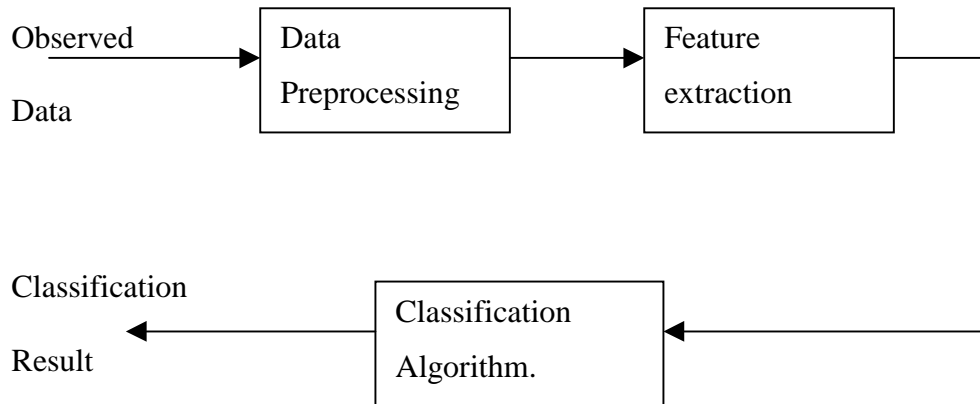 Observed
Data
Data
Preprocessing
Feature
extraction
Classification
Result
Classification
Algorithm.